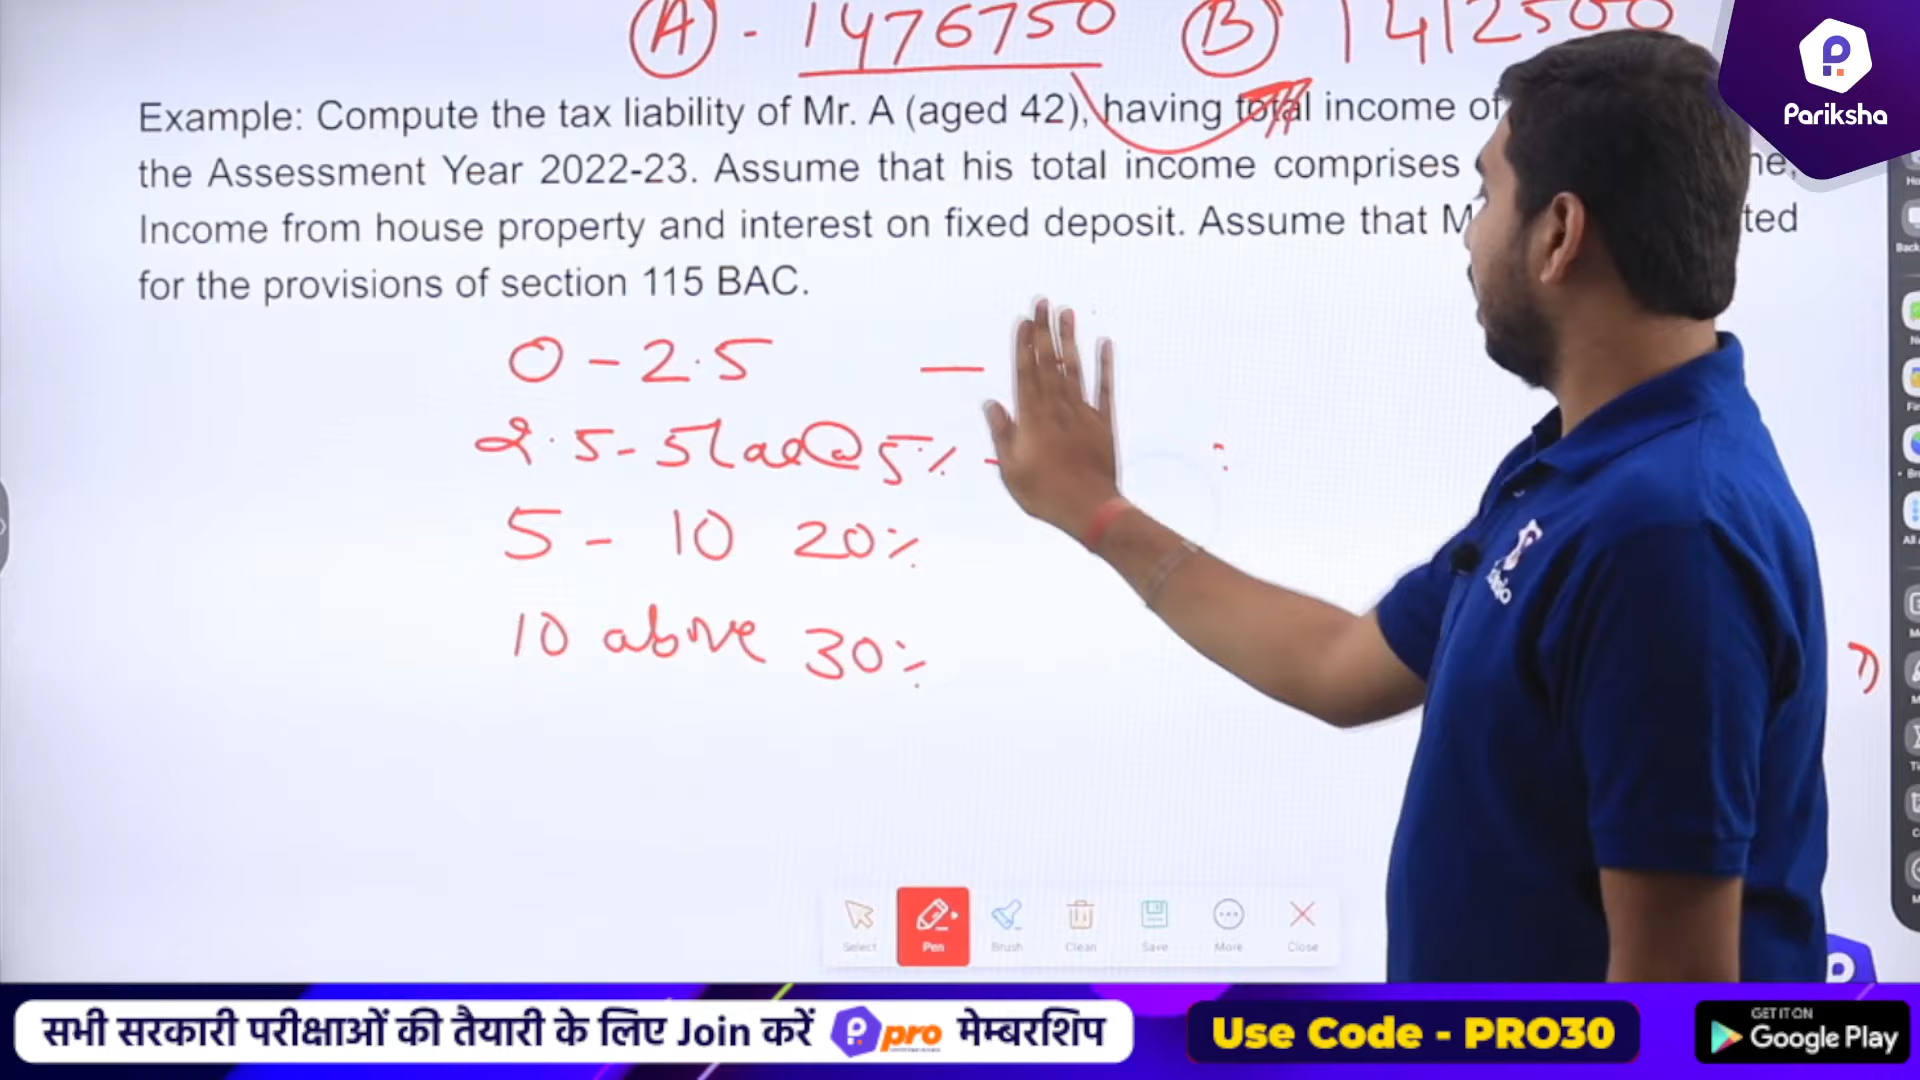 A - 1476750 B 1412500
Pariksha
Example: Compute the tax liability of Mr. A (aged 42), having total income of
the Assessment Year 2022-23. Assume that his total income comprises
Income from house property and interest on fixed deposit. Assume that M ted
for the provisions of section 115 BAC.
0 - 2.5 —
2.5 - 5 lac @ 5% -
5 - 10 20%
10 above 30%
Select Pen Brush Clean Save More Close
सभी सरकारी परीक्षाओं की तैयारी के लिए Join करें pro मेम्बरशिप
Use Code - PRO30
GET IT ON
Google Play